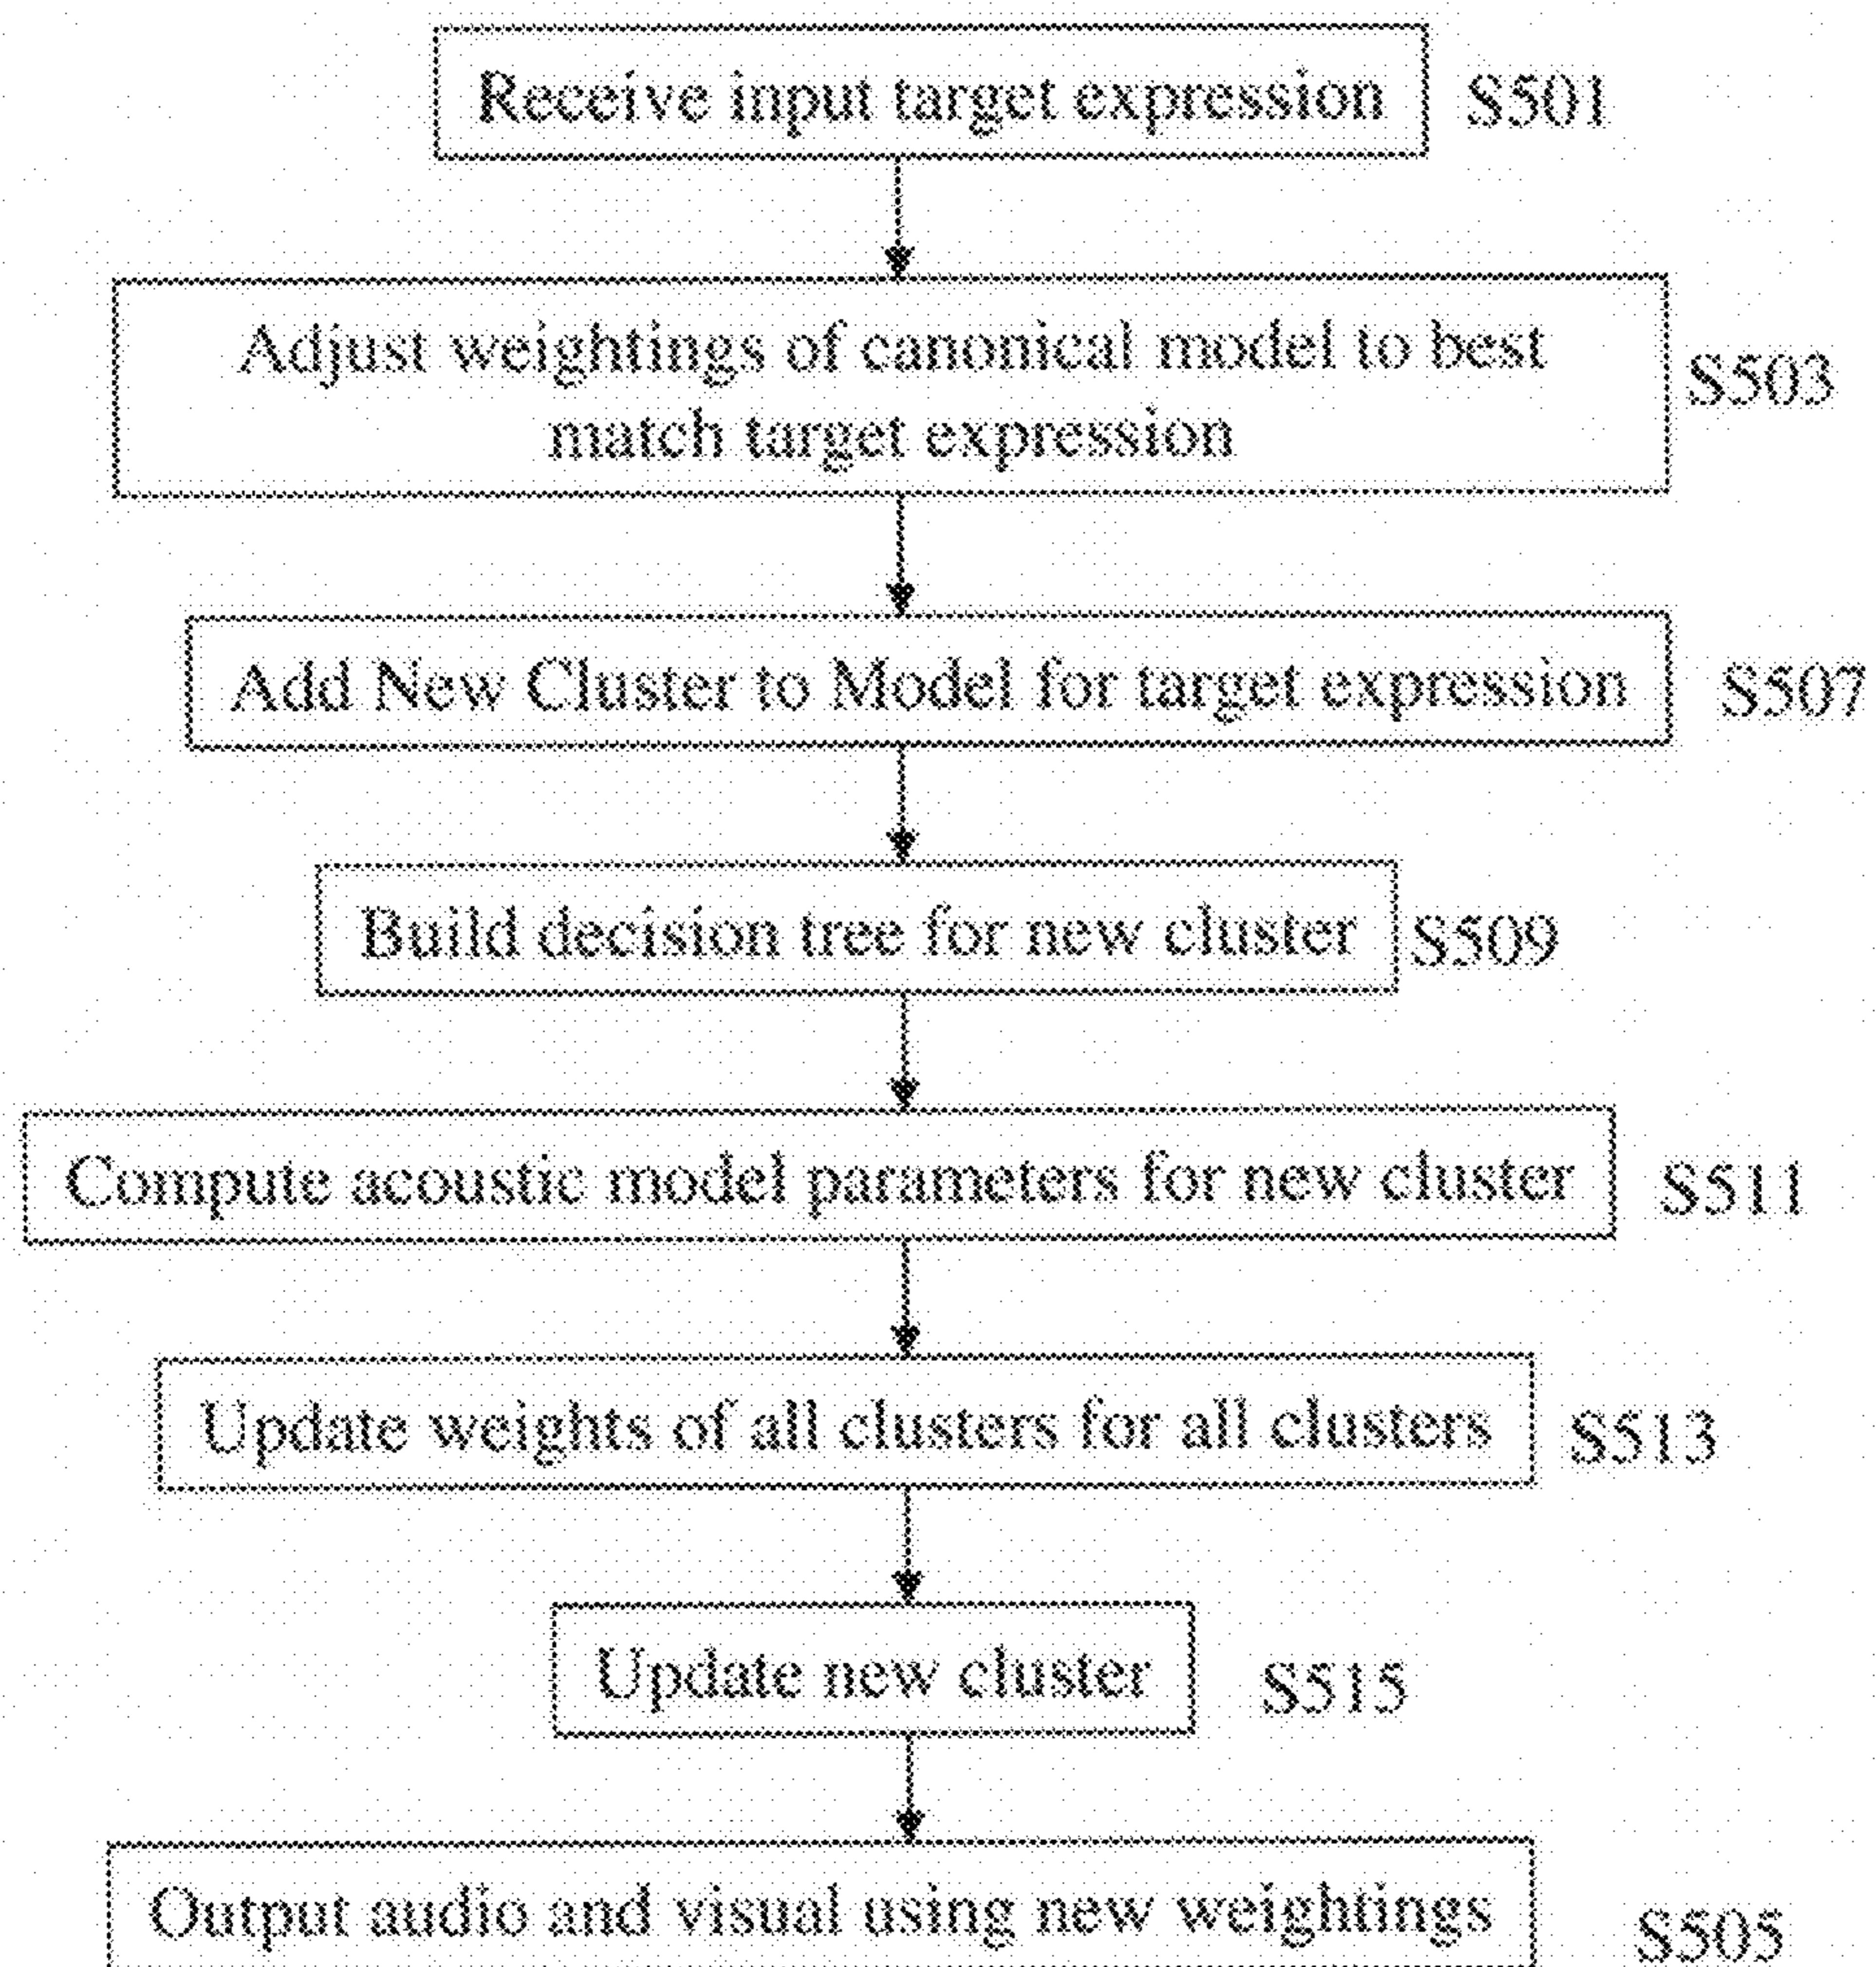 Receive input target expression S501
Adjust weightings of canonical model to best
match target expression
S503
Add New Cluster to Model for target expression S507
Build decision tree for new cluster S509
Compute acoustic model parameters for new cluster S511
Update weights of all clusters for all clusters S513
Update new cluster S515
Output audio and visual using new weightings S505